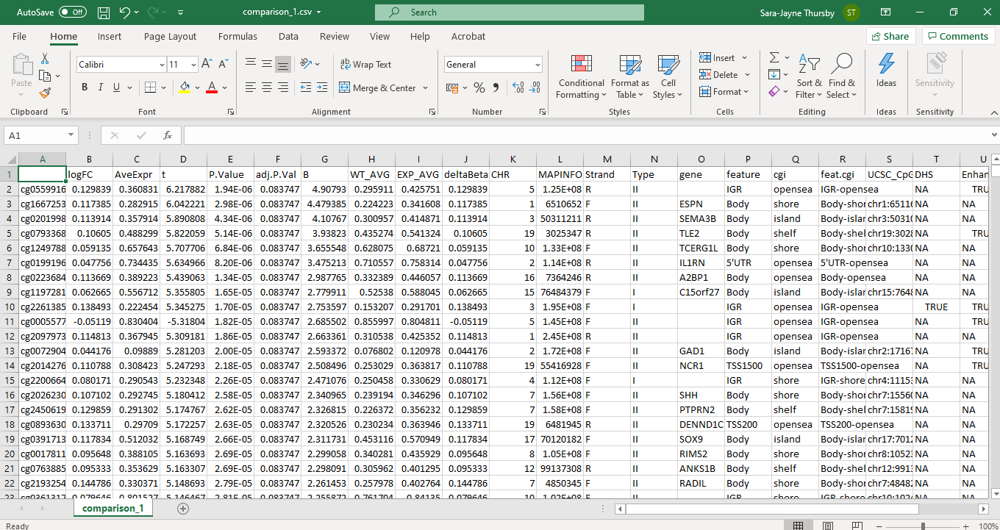 AutoSave Off comparison_1.csv Search Sara-Jayne Thursby ST
File Home Insert Page Layout Formulas Data Review View Help Acrobat Share Comments
Paste Calibri 11 A A B I U A ab Wrap Text Merge & Center General % 9 .00 Conditional Formatting Format as Table Cell Styles Insert Delete Format Sort & Filter Find & Select Ideas Sensitivity
Clipboard Font Alignment Number Styles Cells Editing Ideas Sensitivity
A1 fx
A B C D E F G H I J K L M N O P Q R S T U
1 logFC AveExpr t P.Value adj.P.Val B WT_AVG EXP_AVG deltaBeta CHR MAPINFO Strand Type gene feature cgi feat.cgi UCSC_CpG DHS Enhan
2 cg0559916 0.129839 0.360831 6.217882 1.94E-06 0.083747 4.90793 0.295911 0.425751 0.129839 5 1.25E+08 R II IGR opensea IGR-opensea NA TRU
3 cg1667253 0.117385 0.282915 6.042221 2.98E-06 0.083747 4.479385 0.224223 0.341608 0.117385 1 6510652 F II ESPN Body shore Body-shor chr1:65116 NA NA
4 cg0201998 0.113914 0.357914 5.890808 4.34E-06 0.083747 4.10767 0.300957 0.414871 0.113914 3 50311211 R II SEMA3B Body island Body-islan chr3:50310 NA NA
5 cg0793368 0.10605 0.488299 5.822059 5.14E-06 0.083747 3.93823 0.435274 0.541324 0.10605 19 3025347 R II TLE2 Body shelf Body-shel chr19:3028 NA TRU
6 cg1249788 0.059135 0.657643 5.707706 6.84E-06 0.083747 3.655548 0.628075 0.68721 0.059135 10 1.33E+08 F II TCERG1L Body shore Body-shor chr10:1330 NA NA
7 cg0199196 0.047756 0.734435 5.634966 8.20E-06 0.083747 3.475213 0.710557 0.758314 0.047756 2 1.14E+08 R II IL1RN 5'UTR opensea 5'UTR-opensea NA NA
8 cg0223684 0.113669 0.389223 5.439063 1.34E-05 0.083747 2.987765 0.332389 0.446057 0.113669 16 7364246 R II A2BP1 Body opensea Body-opensea NA NA
9 cg1197281 0.062665 0.556712 5.355805 1.65E-05 0.083747 2.779911 0.52538 0.588045 0.062665 15 76484379 F I C15orf27 Body island Body-islan chr15:7648 NA NA
10 cg2261385 0.138493 0.222454 5.345275 1.70E-05 0.083747 2.753597 0.153207 0.291701 0.138493 3 1.95E+08 F I IGR opensea IGR-opensea TRUE TRU
11 cg0005577 -0.05119 0.830404 -5.31804 1.82E-05 0.083747 2.685502 0.855997 0.804811 -0.05119 5 1.45E+08 F II IGR opensea IGR-opensea NA TRU
12 cg2097973 0.114813 0.367945 5.309181 1.86E-05 0.083747 2.663361 0.310538 0.425352 0.114813 1 2.45E+08 R II IGR opensea IGR-opensea NA NA
13 cg0072904 0.044176 0.09889 5.281203 2.00E-05 0.083747 2.593372 0.076802 0.120978 0.044176 2 1.72E+08 F II GAD1 Body island Body-islan chr2:17167 NA TRU
14 cg2014276 0.110788 0.308423 5.247293 2.18E-05 0.083747 2.508496 0.253029 0.363817 0.110788 19 55416928 F II NCR1 TSS1500 opensea TSS1500-opensea NA TRU
15 cg2200664 0.080171 0.290543 5.232348 2.26E-05 0.083747 2.471076 0.250458 0.330629 0.080171 4 1.12E+08 F I IGR shore IGR-shore chr4:11153 NA NA
16 cg2026230 0.107102 0.292745 5.180412 2.58E-05 0.083747 2.340965 0.239194 0.346296 0.107102 7 1.56E+08 F II SHH Body shore Body-shor chr7:15560 NA NA
17 cg2450619 0.129859 0.291302 5.174767 2.62E-05 0.083747 2.326815 0.226372 0.356232 0.129859 7 1.58E+08 F II PTPRN2 Body shelf Body-shel chr7:15819 NA NA
18 cg0893630 0.133711 0.29709 5.172257 2.63E-05 0.083747 2.320526 0.230234 0.363946 0.133711 19 6481945 R II DENND1C TSS200 opensea TSS200-opensea NA NA
19 cg0391713 0.117834 0.512032 5.168749 2.66E-05 0.083747 2.311731 0.453116 0.570949 0.117834 17 70120182 F II SOX9 Body island Body-islan chr17:7012 NA NA
20 cg0017811 0.095648 0.388105 5.163693 2.69E-05 0.083747 2.299058 0.340281 0.435929 0.095648 8 1.05E+08 F II RIMS2 Body shore Body-shor chr8:10523 NA NA
21 cg0763885 0.095333 0.353629 5.163307 2.69E-05 0.083747 2.298091 0.305962 0.401295 0.095333 12 99137308 R II ANKS1B Body shelf Body-shel chr12:9913 NA NA
22 cg2193254 0.144786 0.330371 5.148693 2.79E-05 0.083747 2.261453 0.257978 0.402764 0.144786 7 4850345 F II RADIL Body shore Body-shor chr7:48482 NA NA
comparison_1
Ready 100%